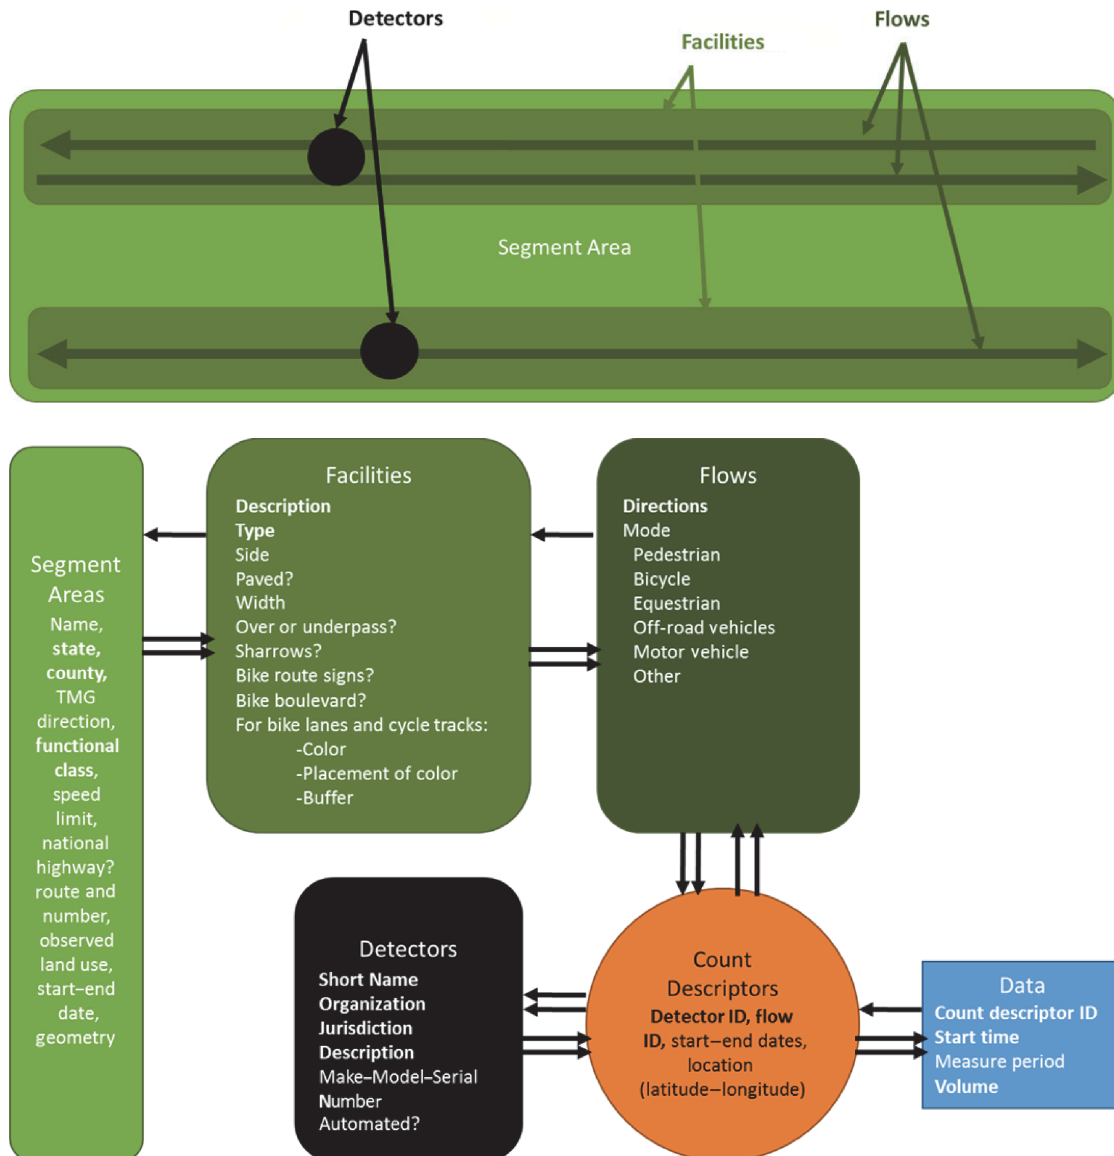 Detectors
Flows
Facilities
Segment Area
Segment
Areas
Name,
state,
county,
TMG
direction,
functional
class,
speed
limit,
national
highway?
route and
number,
observed
land use,
start–end
date,
geometry
Facilities
Description
Type
Side
Paved?
Width
Over or underpass?
Sharrows?
Bike route signs?
Bike boulevard?
For bike lanes and cycle tracks:
-Color
-Placement of color
-Buffer
Flows
Directions
Mode
Pedestrian
Bicycle
Equestrian
Off-road vehicles
Motor vehicle
Other
Detectors
Short Name
Organization
Jurisdiction
Description
Make–Model–Serial
Number
Automated?
Count
Descriptors
Detector ID, flow
ID, start–end dates,
location
(latitude–longitude)
Data
Count descriptor ID
Start time
Measure period
Volume